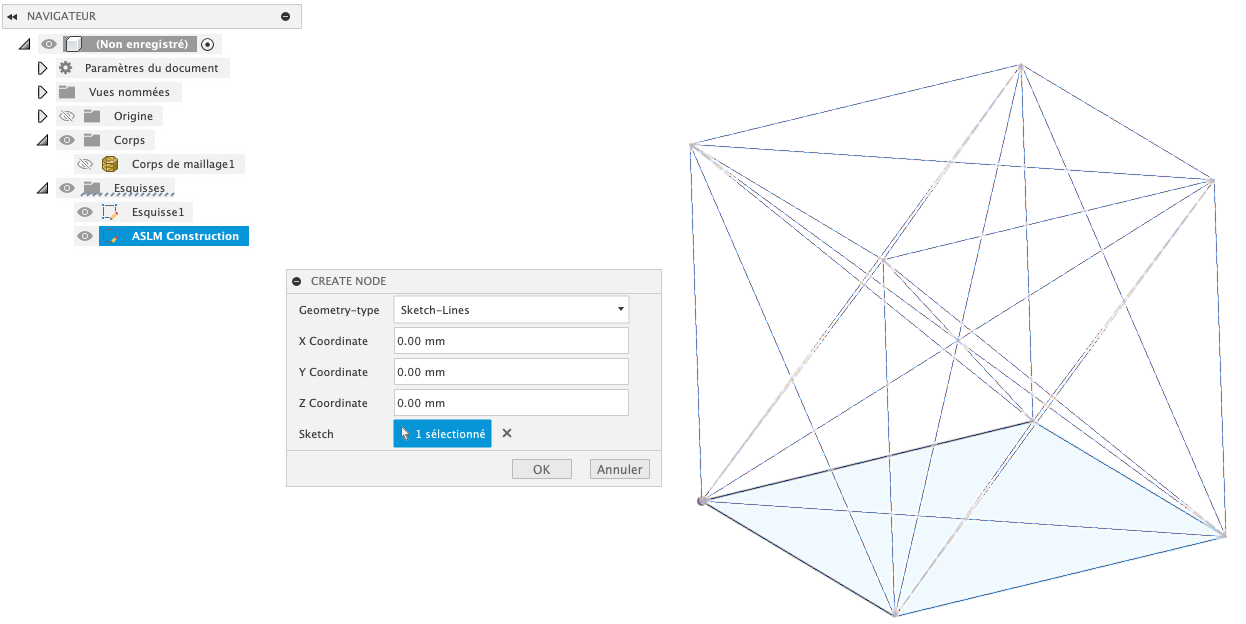 NAVIGATEUR
(Non enregistré)
Paramètres du document
Vues nommées
Origine
Corps
Corps de maillage1
Esquisses
Esquisse1
ASLM Construction
CREATE NODE
Geometry-type Sketch-Lines
X Coordinate 0.00 mm
Y Coordinate 0.00 mm
Z Coordinate 0.00 mm
Sketch 1 sélectionné
OK Annuler